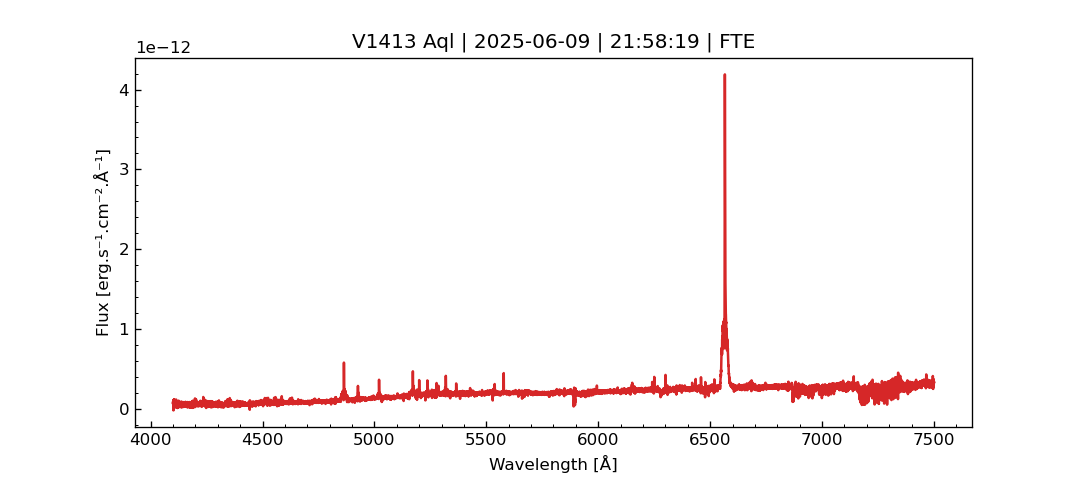 V1413 Aql | 2025-06-09 | 21:58:19 | FTE
1e−12
4
3
2
1
0
Flux [erg.s⁻¹.cm⁻².Å⁻¹]
4000 4500 5000 5500 6000 6500 7000 7500
Wavelength [Å]